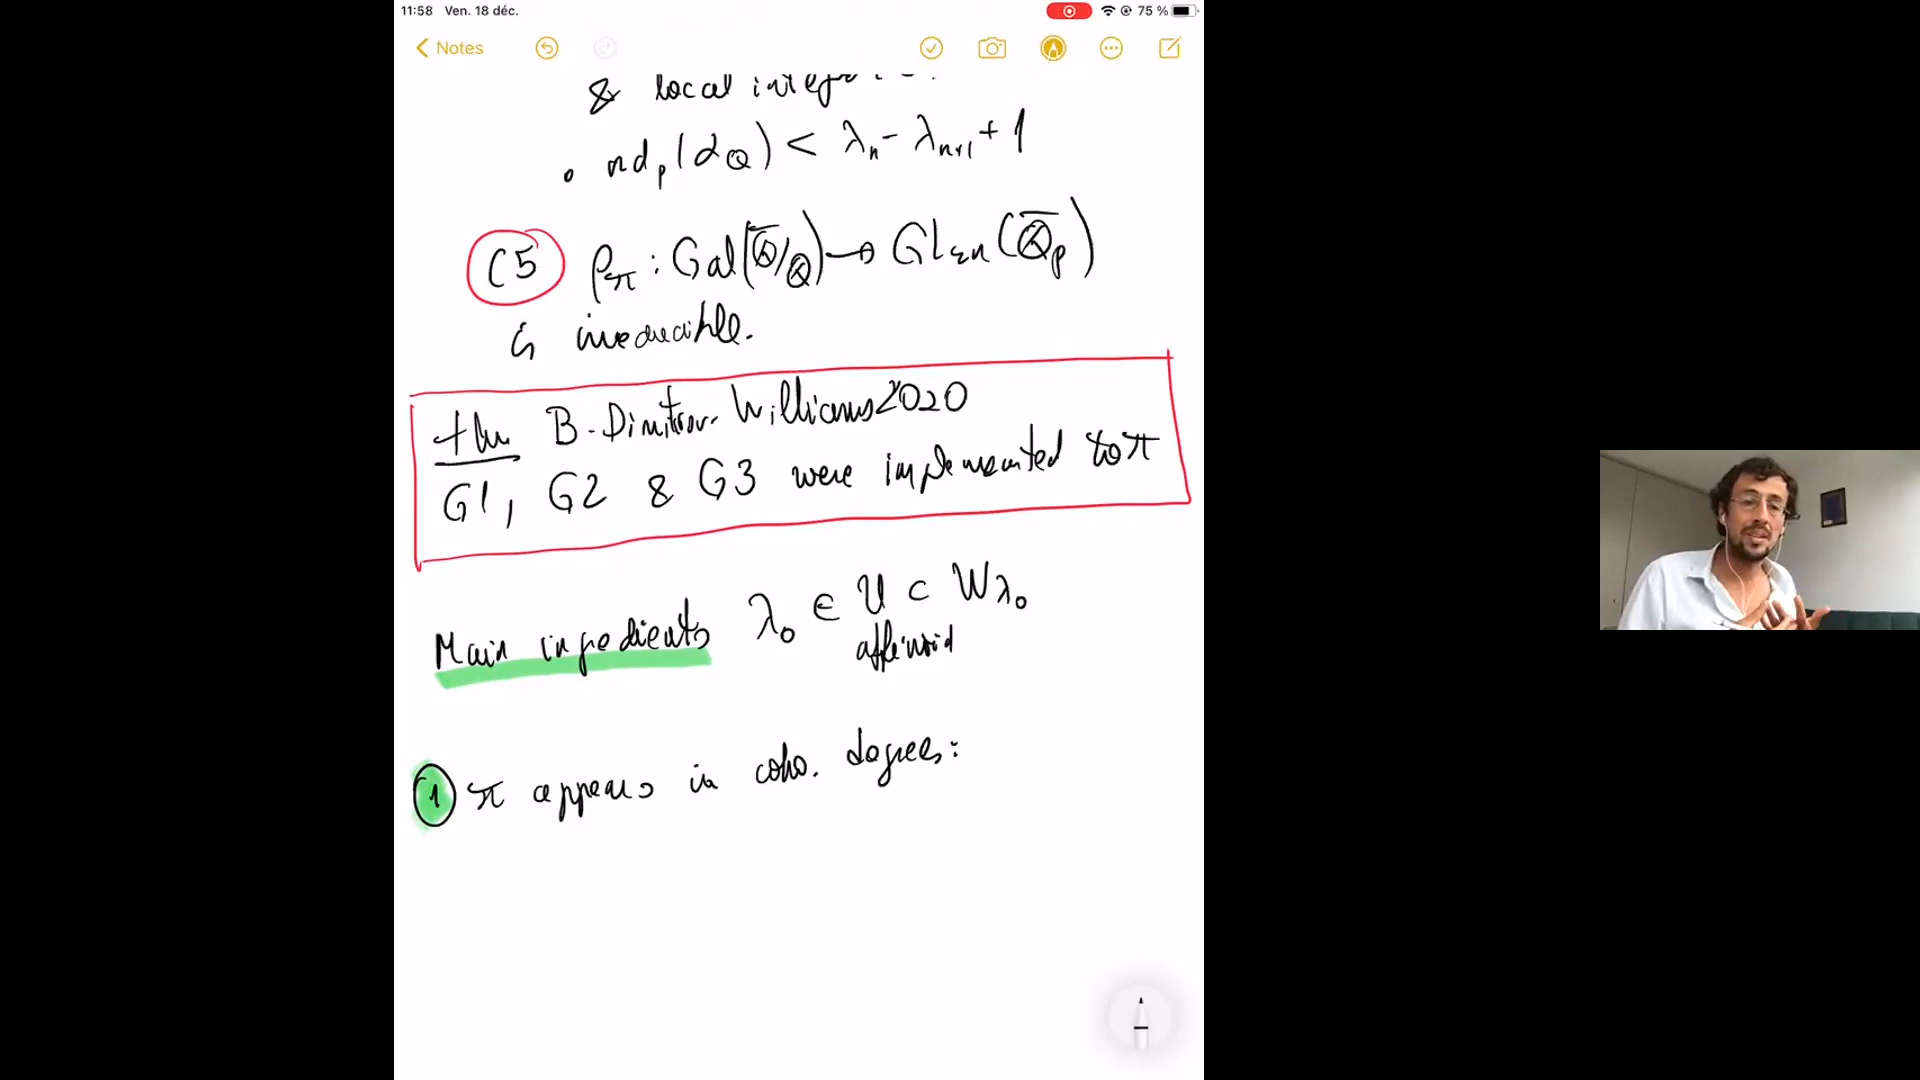 11:58 Ven. 18 déc. 75 %
Notes
& local integr
• nd_p(α_Q) < λ_n - λ_{n+1} + 1
C5 ρ_π : Gal(Q̄/Q) → GL_{2n}(Q̄_p)
is irreducible.
thm B-Dimitrov-Williams 2020
G1, G2 & G3 were implemented to π
Main ingredients λ_0 ∈ U ⊂ W_{λ_0}
affinoid
1 π appears in coho. degrees: